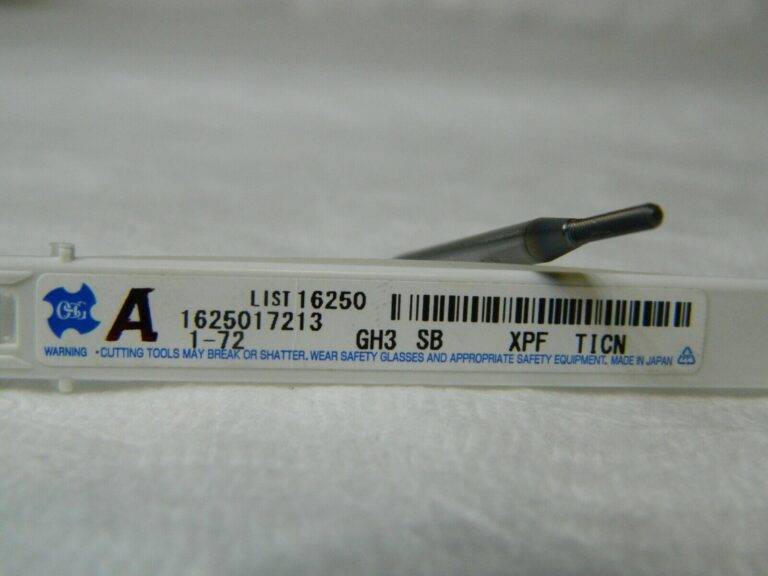 OSG A LIST 16250
1625017213
1-72 GH3 SB XPF TICN
WARNING • CUTTING TOOLS MAY BREAK OR SHATTER. WEAR SAFETY GLASSES AND APPROPRIATE SAFETY EQUIPMENT. MADE IN JAPAN